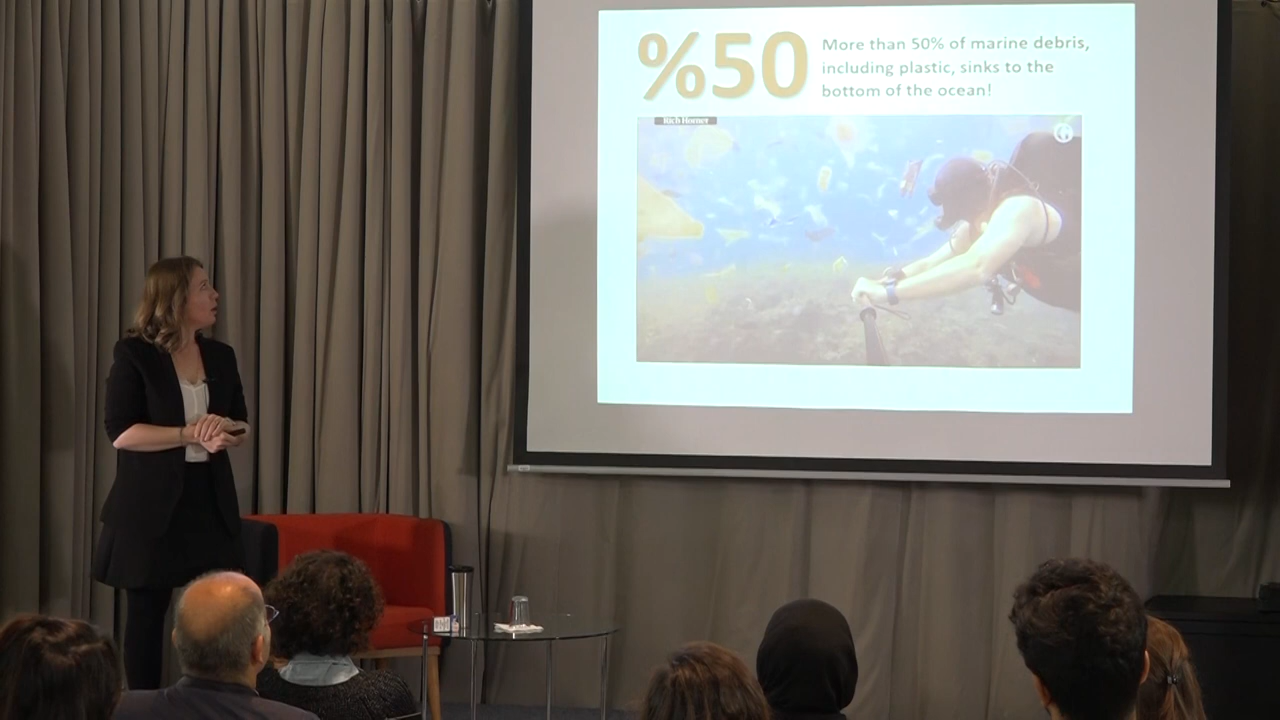 %50
More than 50% of marine debris,
including plastic, sinks to the
bottom of the ocean!
Rich Horner